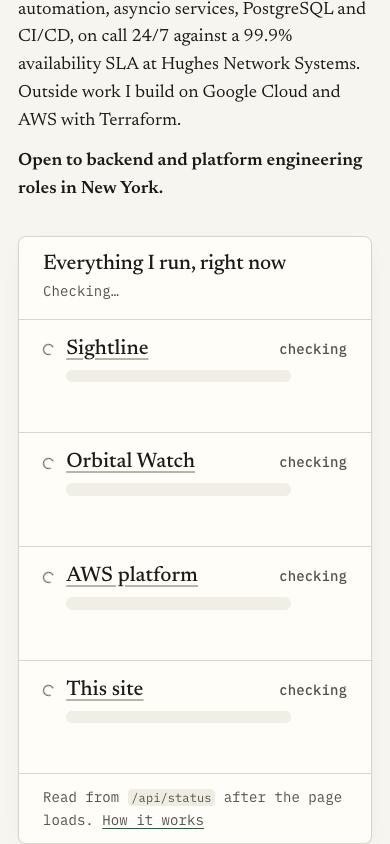 automation, asyncio services, PostgreSQL and
CI/CD, on call 24/7 against a 99.9%
availability SLA at Hughes Network Systems.
Outside work I build on Google Cloud and
AWS with Terraform.
Open to backend and platform engineering
roles in New York.
Everything I run, right now
Checking…
Sightline checking
Orbital Watch checking
AWS platform checking
This site checking
Read from /api/status after the page
loads. How it works